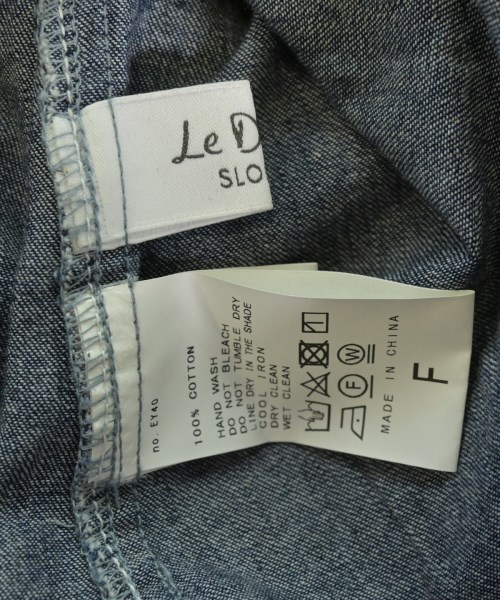 Le D
SLO
no. EY40
100% COTTON
HAND WASH
DO NOT BLEACH
DO NOT TUMBLE DRY
LINE DRY IN THE SHADE
COOL IRON
DRY CLEAN
WET CLEAN
F W
MADE IN CHINA
F